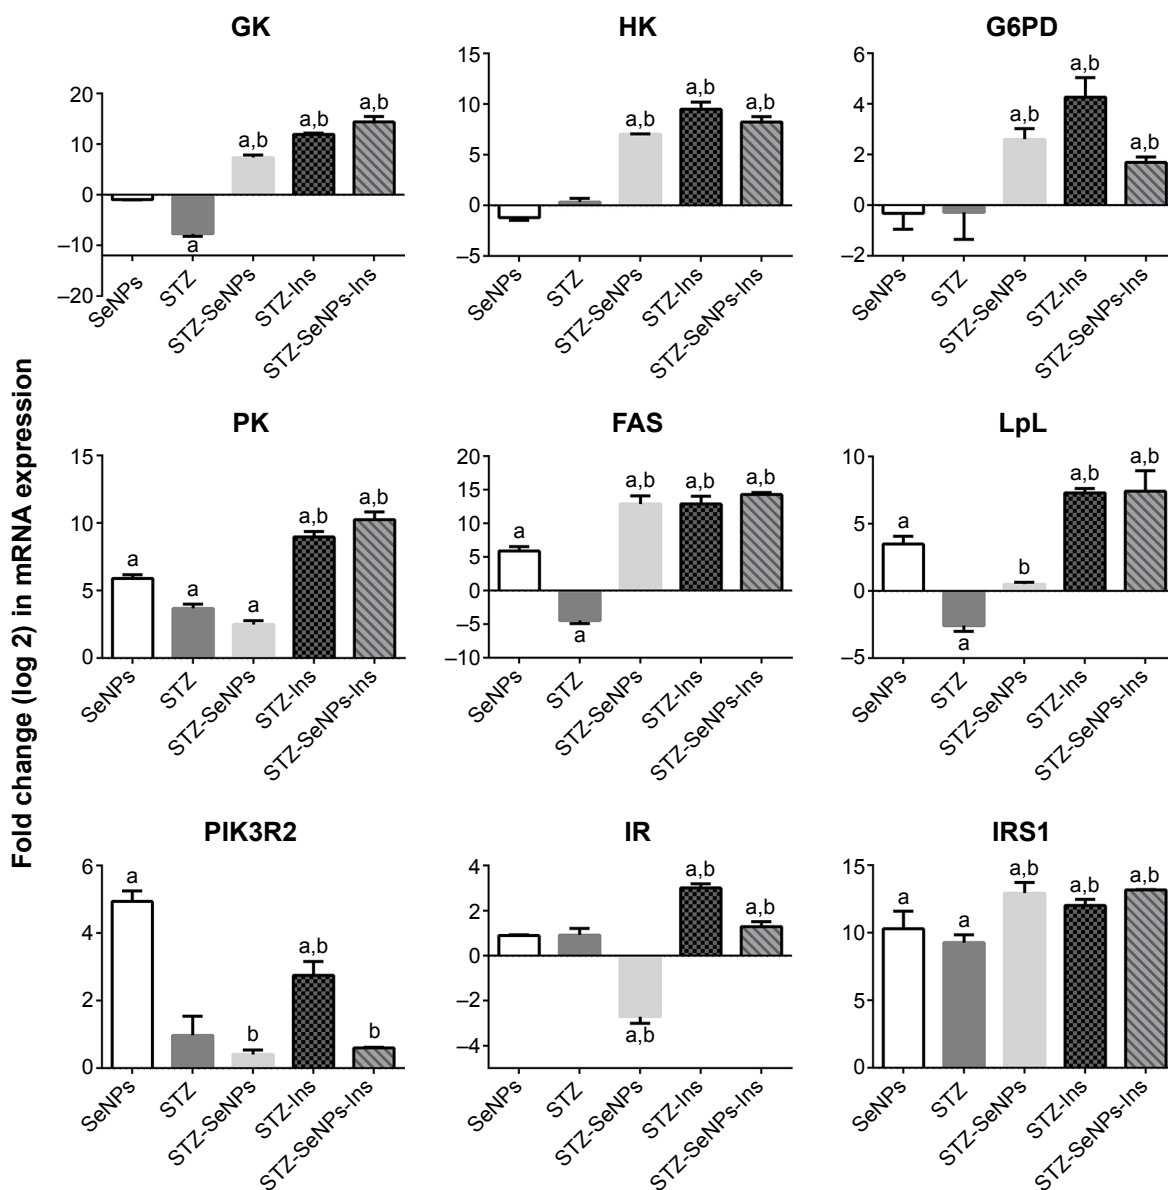 GK
20
10
0
–10
–20
a
a,b
a,b
a,b
SeNPs
STZ
STZ-SeNPs
STZ-Ins
STZ-SeNPs-Ins
HK
15
10
5
0
–5
a,b
a,b
a,b
SeNPs
STZ
STZ-SeNPs
STZ-Ins
STZ-SeNPs-Ins
G6PD
6
4
2
0
–2
a,b
a,b
a,b
SeNPs
STZ
STZ-SeNPs
STZ-Ins
STZ-SeNPs-Ins
Fold change (log 2) in mRNA expression
PK
15
10
5
0
a
a
a
a,b
a,b
SeNPs
STZ
STZ-SeNPs
STZ-Ins
STZ-SeNPs-Ins
FAS
20
15
10
5
0
–5
–10
a
a
a,b
a,b
a,b
SeNPs
STZ
STZ-SeNPs
STZ-Ins
STZ-SeNPs-Ins
LpL
10
5
0
–5
a
a
b
a,b
a,b
SeNPs
STZ
STZ-SeNPs
STZ-Ins
STZ-SeNPs-Ins
PIK3R2
6
4
2
0
a
b
a,b
b
SeNPs
STZ
STZ-SeNPs
STZ-Ins
STZ-SeNPs-Ins
IR
4
2
0
–2
–4
a,b
a,b
a,b
SeNPs
STZ
STZ-SeNPs
STZ-Ins
STZ-SeNPs-Ins
IRS1
15
10
5
0
a
a
a,b
a,b
a,b
SeNPs
STZ
STZ-SeNPs
STZ-Ins
STZ-SeNPs-Ins